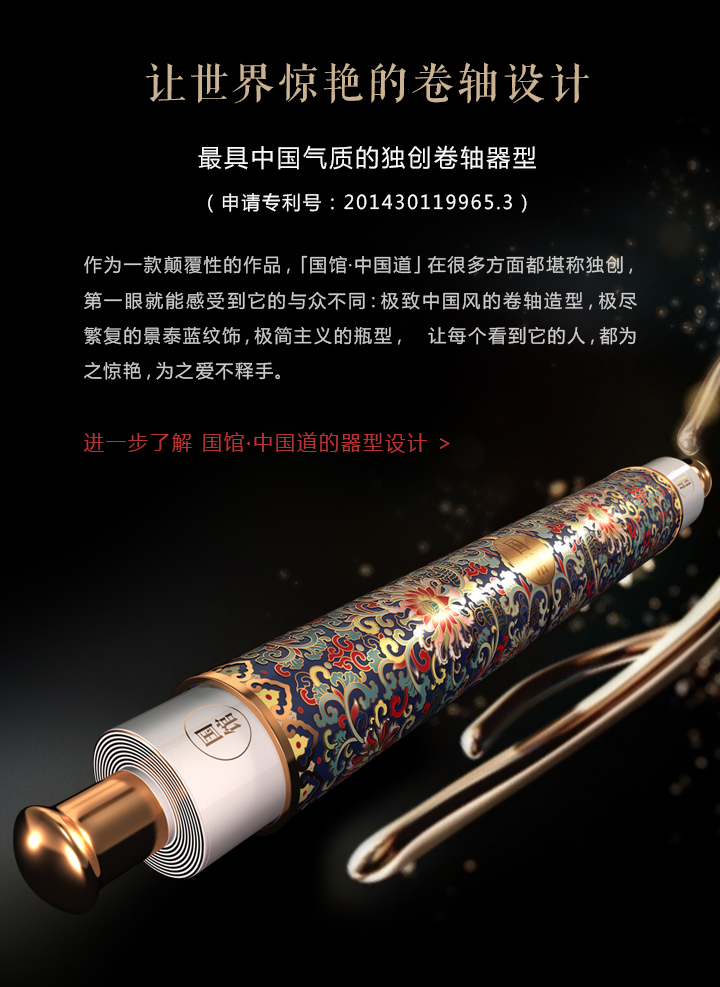 让世界惊艳的卷轴设计
最具中国气质的独创卷轴器型
（申请专利号：201430119965.3）
作为一款颠覆性的作品，「国馆·中国道」在很多方面都堪称独创，
第一眼就能感受到它的与众不同：极致中国风的卷轴造型，极尽
繁复的景泰蓝纹饰，极简主义的瓶型， 让每个看到它的人，都为
之惊艳，为之爱不释手。
进一步了解 国馆·中国道的器型设计 >
国馆